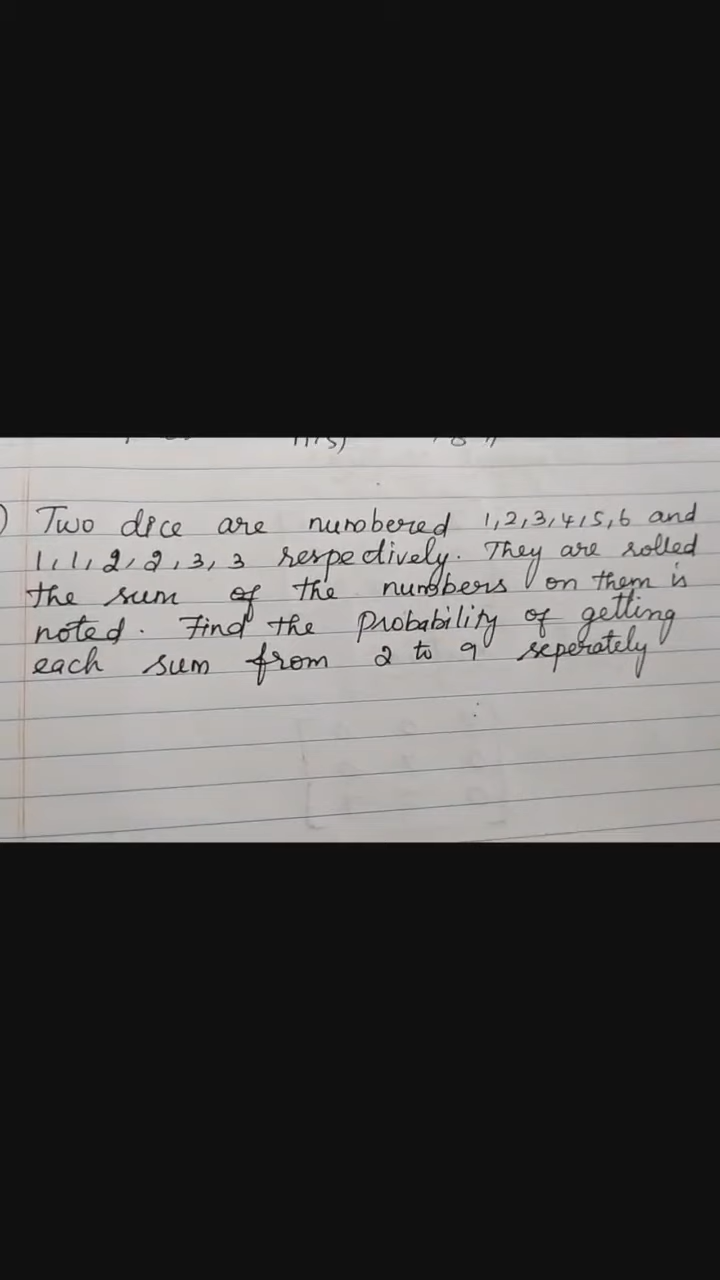 ) Two dice are numbered 1,2,3,4,5,6 and
1,1,2,2,3,3 respectively. They are rolled
the sum of the numbers on them is
noted. Find the Probability of getting
each sum from 2 to 9 seperately